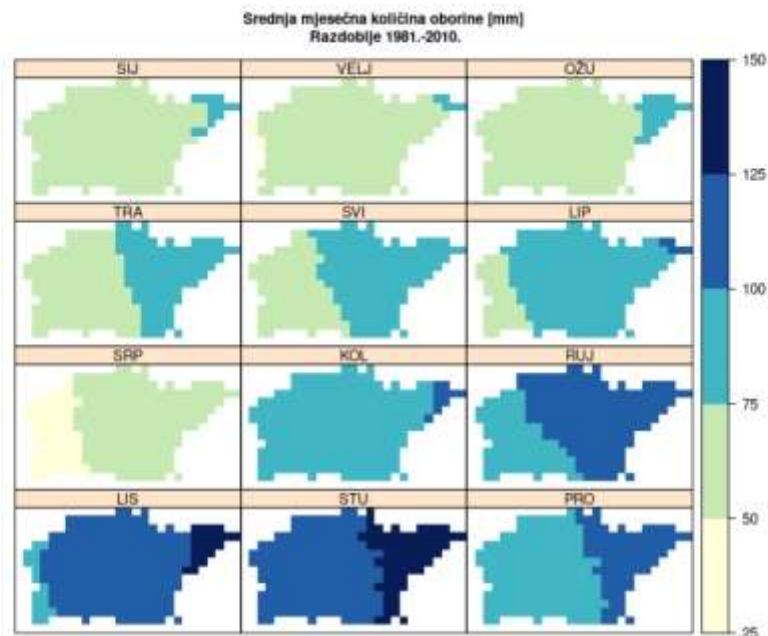 Srednja mjesečna količina oborine [mm]
Razdoblje 1981.-2010.
SIJ VELJ OŽU
TRA SVI LIP
SRP KOL RUJ
LIS STU PRO
150
125
100
75
50
25